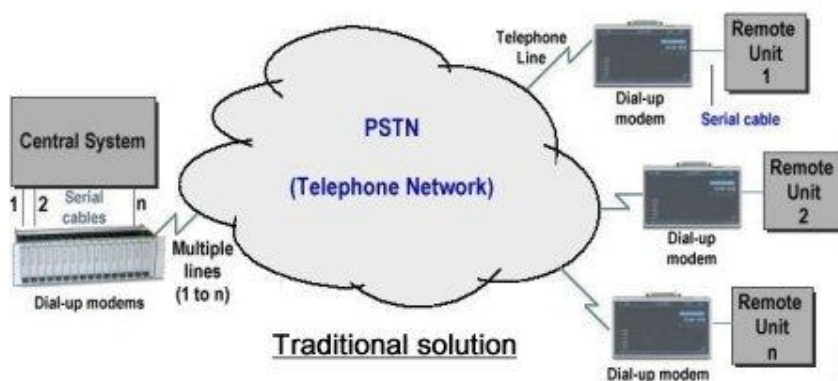 Central System
1
2
Serial
cables
n
Dial-up modems
Multiple
lines
(1 to n)
PSTN
(Telephone Network)
Traditional solution
Telephone
Line
Dial-up
modem
Serial cable
Remote
Unit
1
Dial-up
modem
Remote
Unit
2
Dial-up modem
Remote
Unit
n